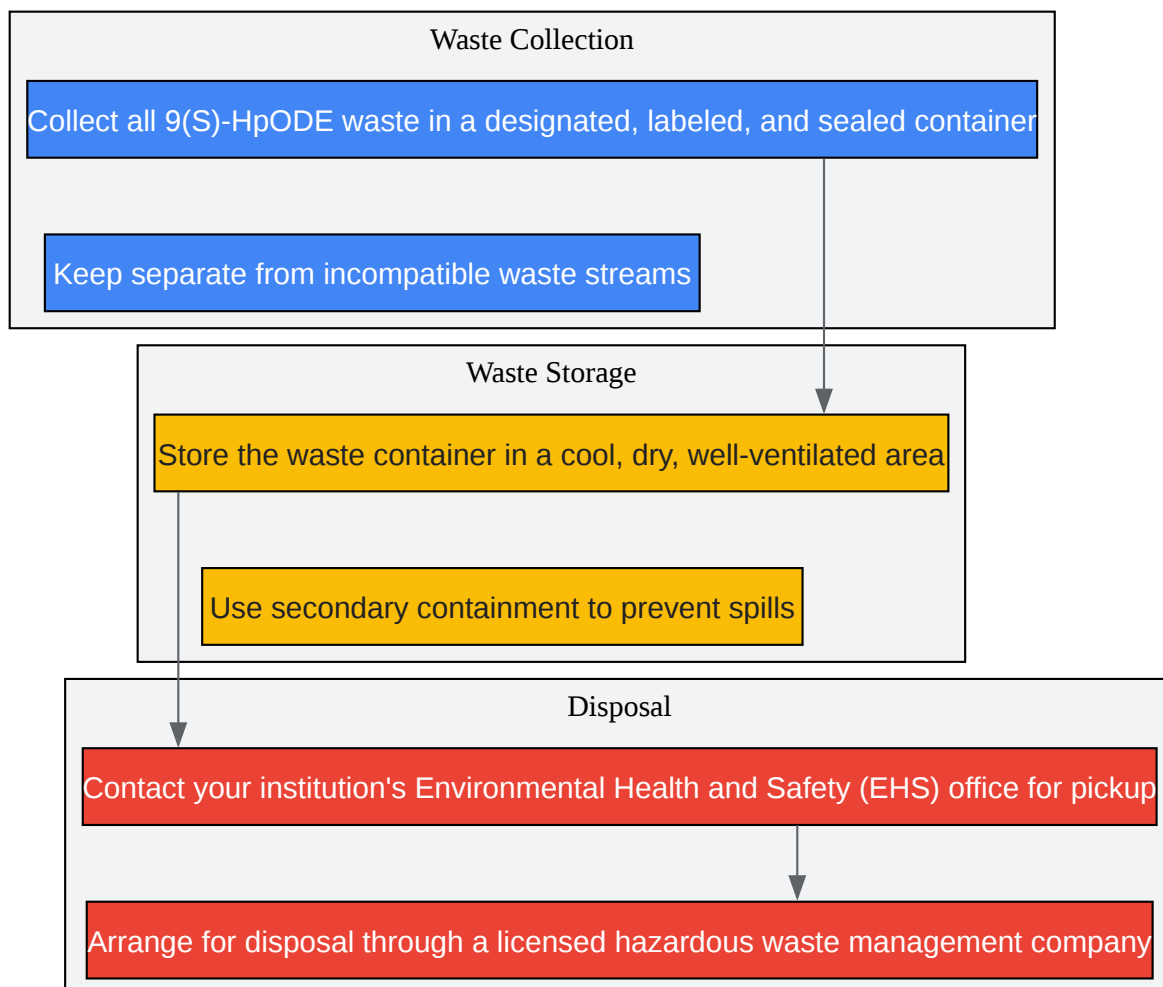 Waste Collection
Collect all 9(S)-HpODE waste in a designated, labeled, and sealed container
Keep separate from incompatible waste streams
Waste Storage
Store the waste container in a cool, dry, well-ventilated area
Use secondary containment to prevent spills
Disposal
Contact your institution's Environmental Health and Safety (EHS) office for pickup
Arrange for disposal through a licensed hazardous waste management company